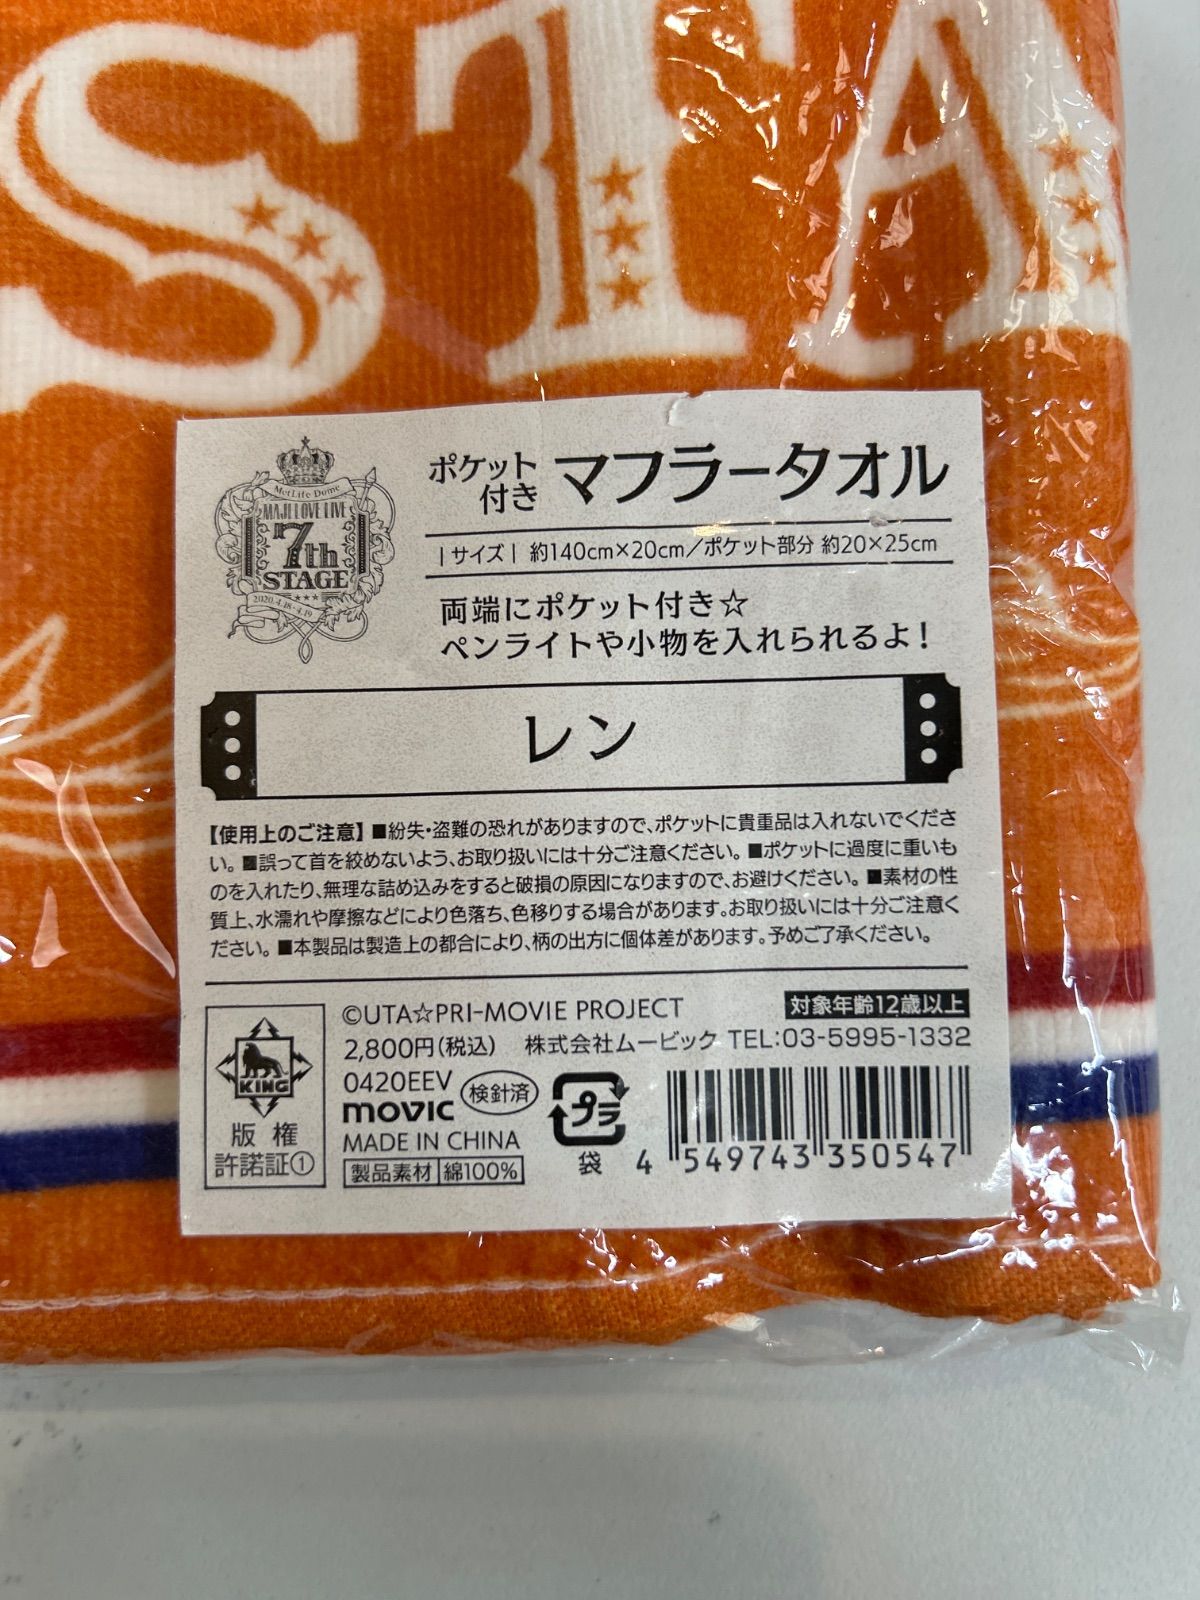 STA
MetLife Dome
MAJI LOVE LIVE
7th
STAGE
2020.4.18-4.19
ポケット付き マフラータオル
|サイズ| 約140cm×20cm/ポケット部分 約20×25cm
両端にポケット付き☆
ペンライトや小物を入れられるよ!
レン
【使用上のご注意】■紛失・盗難の恐れがありますので、ポケットに貴重品は入れないでくださ
い。■誤って首を絞めないよう、お取り扱いには十分ご注意ください。■ポケットに過度に重いも
のを入れたり、無理な詰め込みをすると破損の原因になりますので、お避けください。■素材の性
質上、水濡れや摩擦などにより色落ち、色移りする場合があります。お取り扱いには十分ご注意く
ださい。■本製品は製造上の都合により、柄の出方に個体差があります。予めご了承ください。
KING
版権
許諾証①
©UTA☆PRI-MOVIE PROJECT
対象年齢12歳以上
2,800円(税込) 株式会社ムービック TEL:03-5995-1332
0420EEV
検針済
movic
MADE IN CHINA
製品素材 綿100%
プラ
袋
4 549743 350547